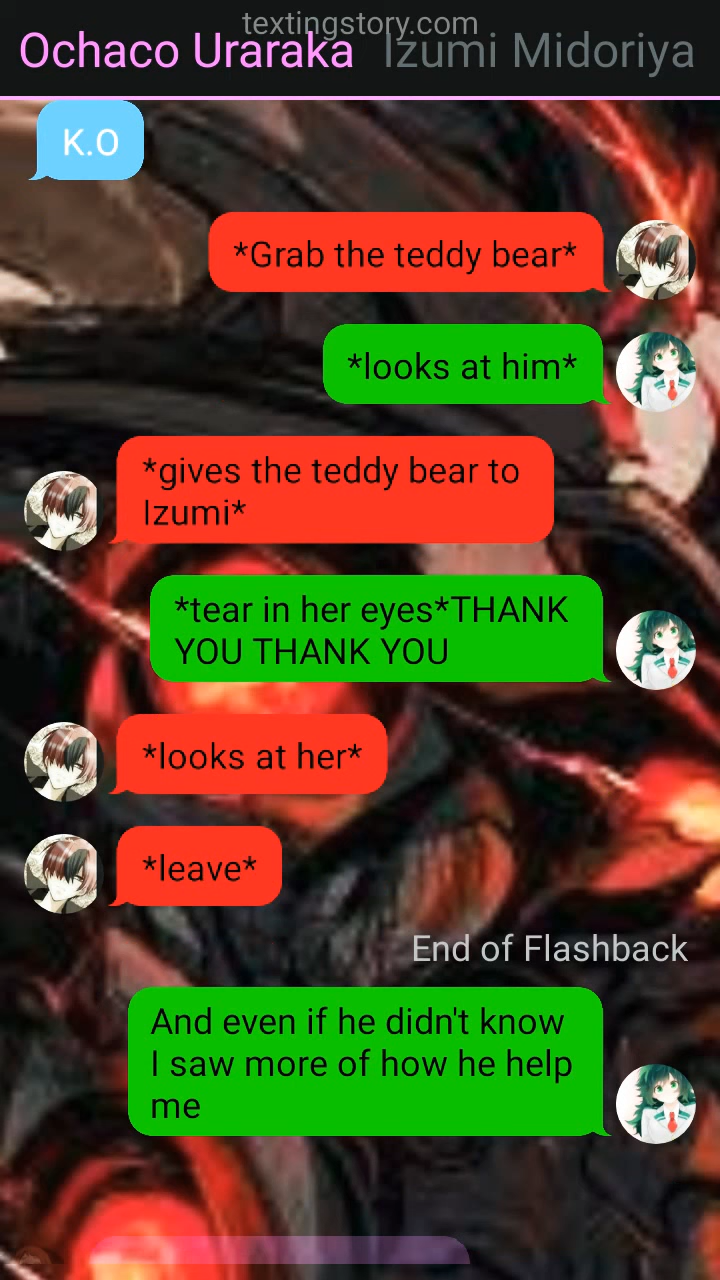 textingstory.com
Ochaco Uraraka Izumi Midoriya
K.O
*Grab the teddy bear*
*looks at him*
*gives the teddy bear to
Izumi*
*tear in her eyes*THANK
YOU THANK YOU
*looks at her*
*leave*
End of Flashback
And even if he didn't know
I saw more of how he help
me